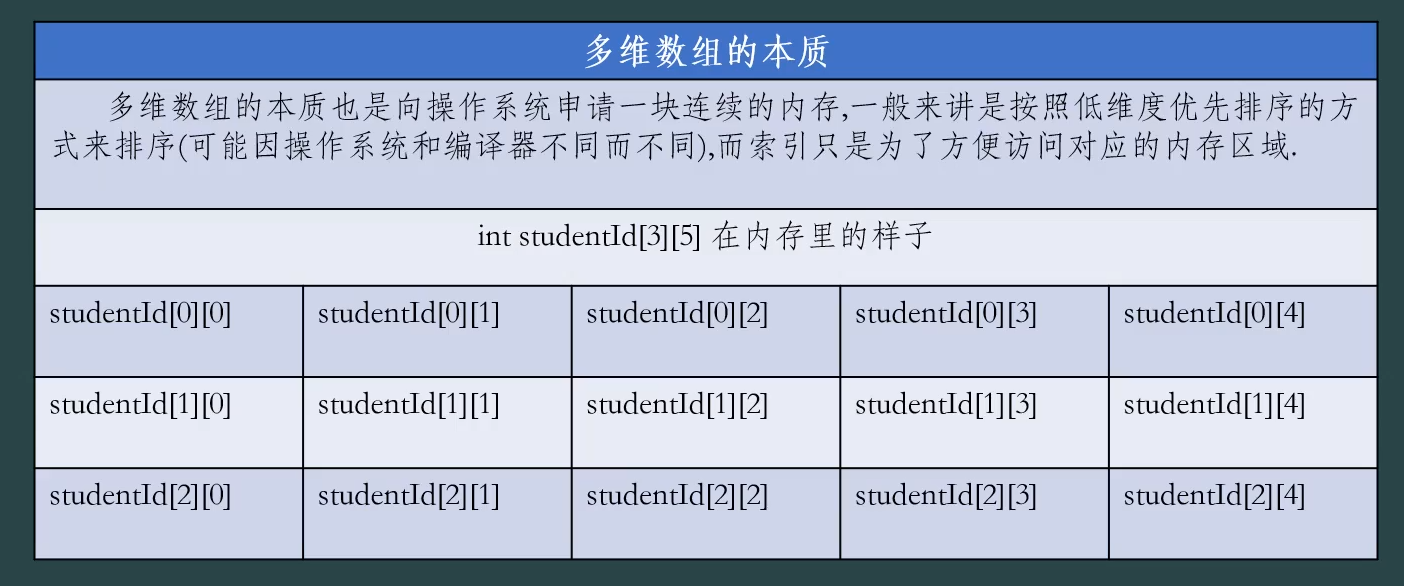 多维数组的本质
多维数组的本质也是向操作系统申请一块连续的内存,一般来讲是按照低维度优先排序的方
式来排序(可能因操作系统和编译器不同而不同),而索引只是为了方便访问对应的内存区域.
int studentId[3][5] 在内存里的样子
studentId[0][0] studentId[0][1] studentId[0][2] studentId[0][3] studentId[0][4]
studentId[1][0] studentId[1][1] studentId[1][2] studentId[1][3] studentId[1][4]
studentId[2][0] studentId[2][1] studentId[2][2] studentId[2][3] studentId[2][4]